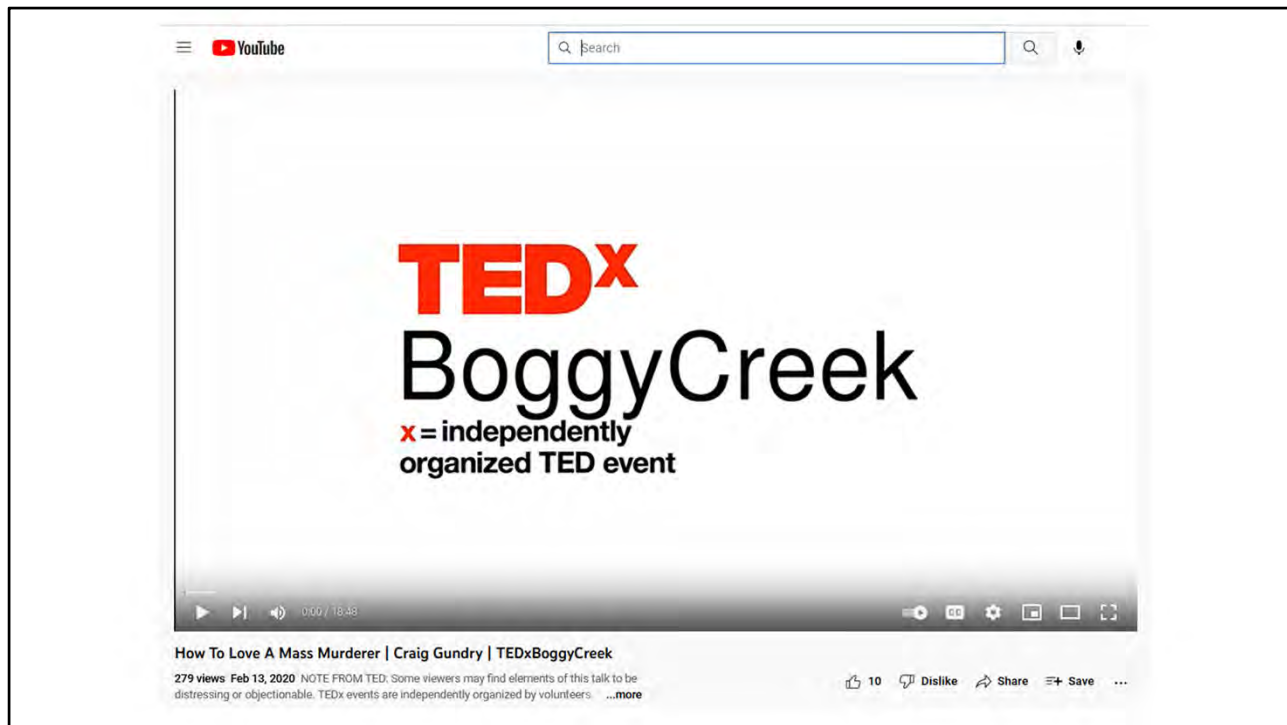 YouTube
Search
TEDx
BoggyCreek
x = independently
organized TED event
0:00 / 18:48
CC
How To Love A Mass Murderer | Craig Gundry | TEDxBoggyCreek
279 views Feb 13, 2020 NOTE FROM TED: Some viewers may find elements of this talk to be
distressing or objectionable. TEDx events are independently organized by volunteers. ...more
10 Dislike Share Save ...